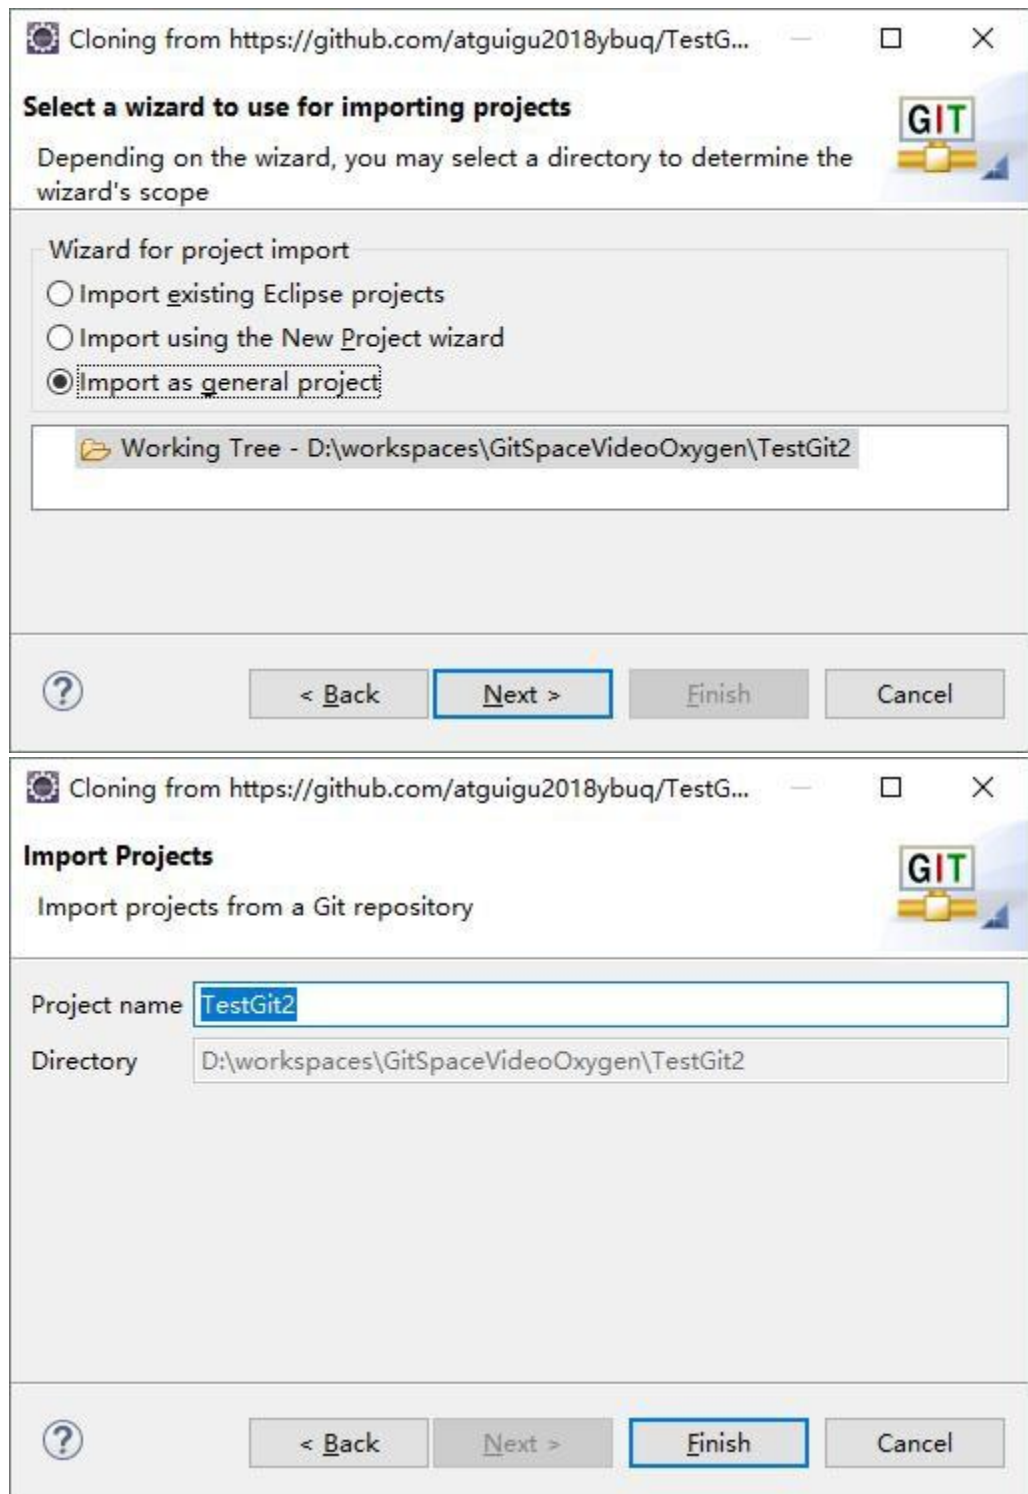 Cloning from https://github.com/atguigu2018ybuq/TestG...
Select a wizard to use for importing projects
GIT
Depending on the wizard, you may select a directory to determine the
wizard's scope
Wizard for project import
Import existing Eclipse projects
Import using the New Project wizard
Import as general project
Working Tree - D:\workspaces\GitSpaceVideoOxygen\TestGit2
?
< Back
Next >
Finish
Cancel
Cloning from https://github.com/atguigu2018ybuq/TestG...
Import Projects
GIT
Import projects from a Git repository
Project name TestGit2
Directory D:\workspaces\GitSpaceVideoOxygen\TestGit2
?
< Back
Next >
Finish
Cancel